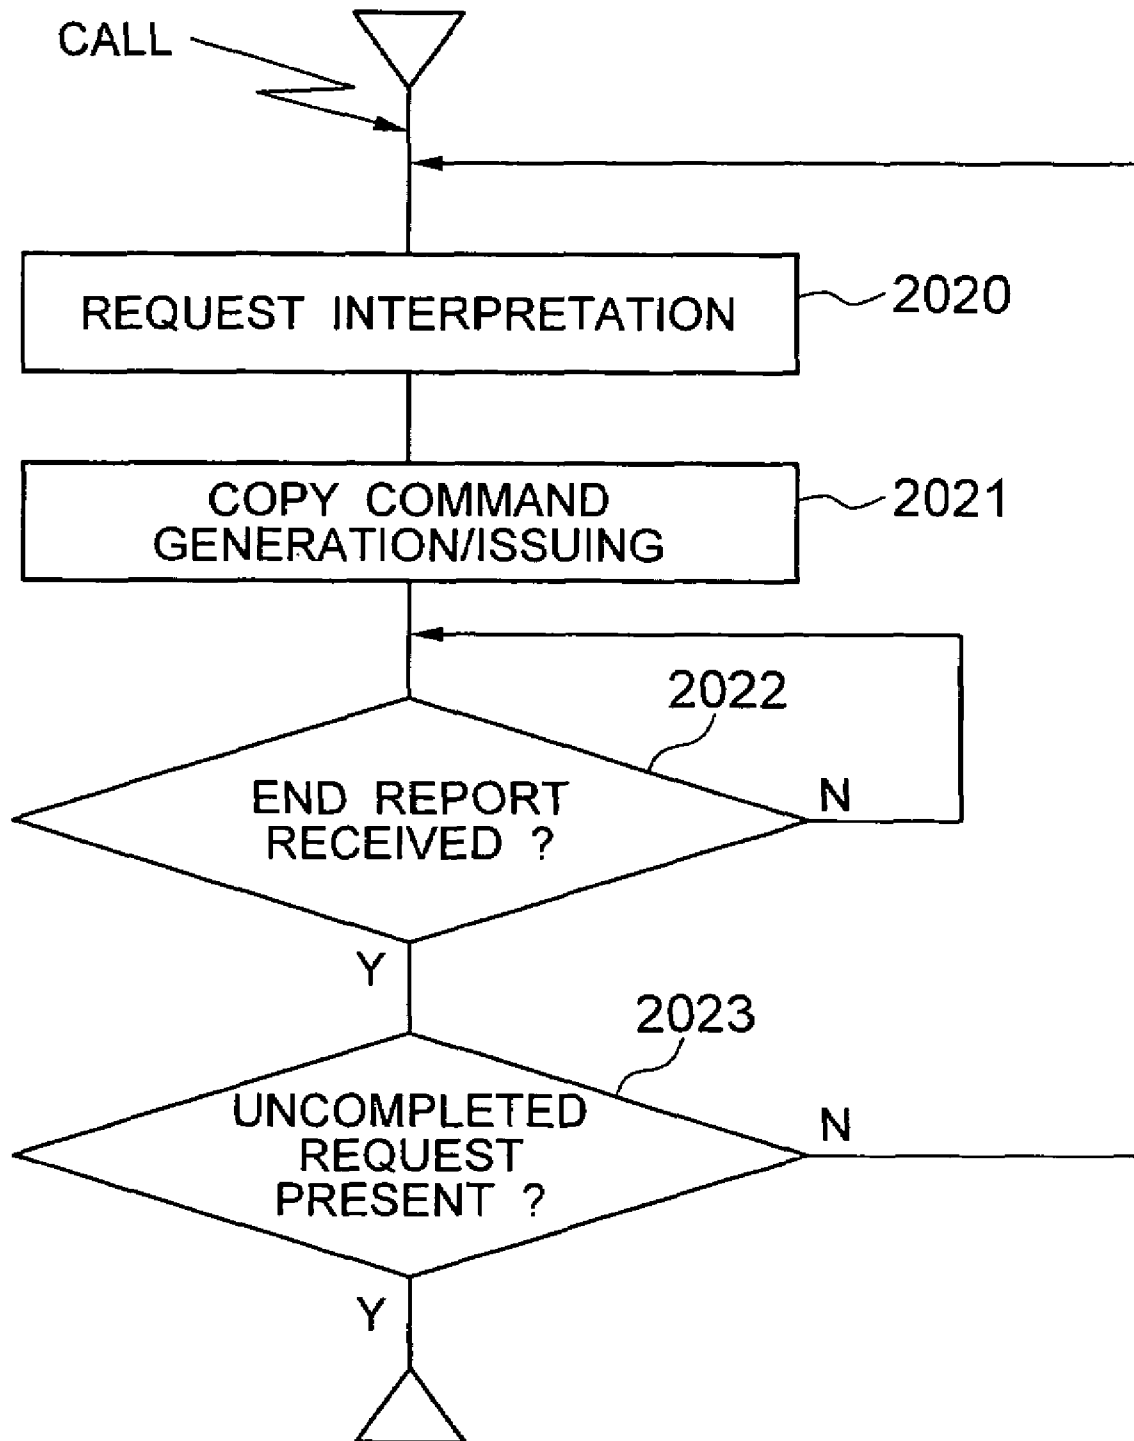 CALL
REQUEST INTERPRETATION
2020
COPY COMMAND
GENERATION/ISSUING
2021
2022
END REPORT
RECEIVED ?
N
Y
2023
UNCOMPLETED
REQUEST
PRESENT ?
N
Y